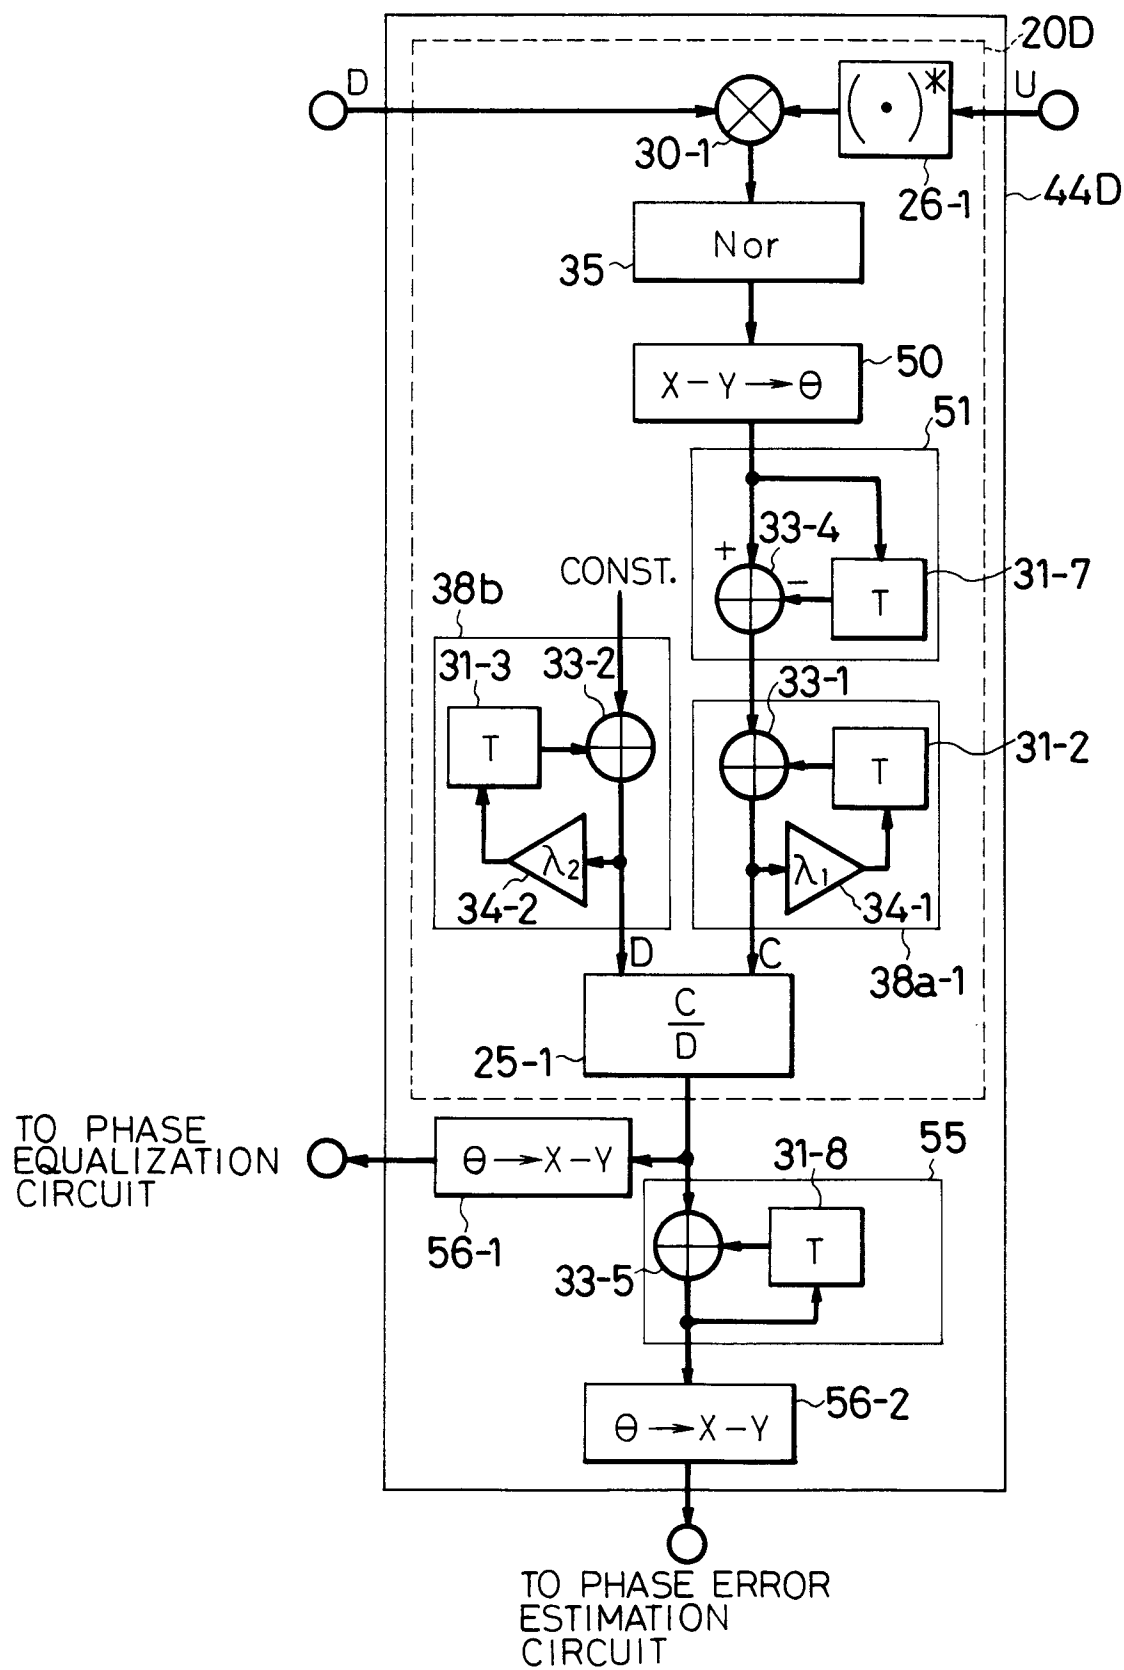 20D
D
U
( • )*
30-1
26-1
44D
Nor
35
50
X - Y → θ
51
33-4
+
CONST.
-
T
31-7
38b
31-3
33-2
33-1
T
T
31-2
λ2
λ1
34-2
34-1
D
C
38a-1
C
D
25-1
TO PHASE
EQUALIZATION
CIRCUIT
θ → X - Y
56-1
55
31-8
T
33-5
56-2
θ → X - Y
TO PHASE ERROR
ESTIMATION
CIRCUIT